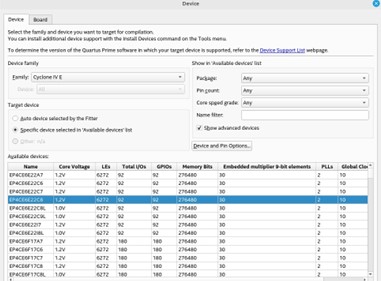 Device
Device
Board
Select the family and device you want to target for compilation.
You can install additional device support with the Install Devices command on the Tools menu.
To determine the version of the Quartus Prime software in which your target device is supported, refer to the Device Support List webpage.
Device family
Show in 'Available devices' list
Family: Cyclone IV E
Package: Any
Device: All
Pin count: Any
Target device
Core speed grade: Any
Auto device selected by the Fitter
Name filter:
Specific device selected in 'Available devices' list
Show advanced devices
Other: n/a
Device and Pin Options...
Available devices:
Name Core Voltage LEs Total I/Os GPIOs Memory Bits Embedded multiplier 9-bit elements PLLs Global Cloc
EP4CE6E22A7 1.2V 6272 92 92 276480 30 2 10
EP4CE6E22C6 1.2V 6272 92 92 276480 30 2 10
EP4CE6E22C7 1.2V 6272 92 92 276480 30 2 10
EP4CE6E22C8 1.2V 6272 92 92 276480 30 2 10
EP4CE6E22C8L 1.0V 6272 92 92 276480 30 2 10
EP4CE6E22C9L 1.0V 6272 92 92 276480 30 2 10
EP4CE6E22I7 1.2V 6272 92 92 276480 30 2 10
EP4CE6E22I8L 1.0V 6272 92 92 276480 30 2 10
EP4CE6F17A7 1.2V 6272 180 180 276480 30 2 10
EP4CE6F17C6 1.2V 6272 180 180 276480 30 2 10
EP4CE6F17C7 1.2V 6272 180 180 276480 30 2 10
EP4CE6F17C8 1.2V 6272 180 180 276480 30 2 10
EP4CE6F17C8L 1.0V 6272 180 180 276480 30 2 10